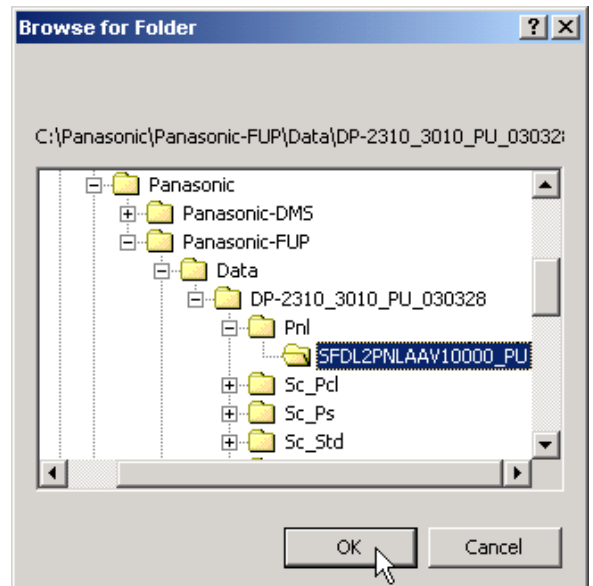 Browse for Folder
C:\Panasonic\Panasonic-FUP\Data\DP-2310_3010_PU_030328
Panasonic
Panasonic-DMS
Panasonic-FUP
Data
DP-2310_3010_PU_030328
Pnl
SFDL2PNLAAV10000_PU
Sc_Pcl
Sc_Ps
Sc_Std
OK Cancel